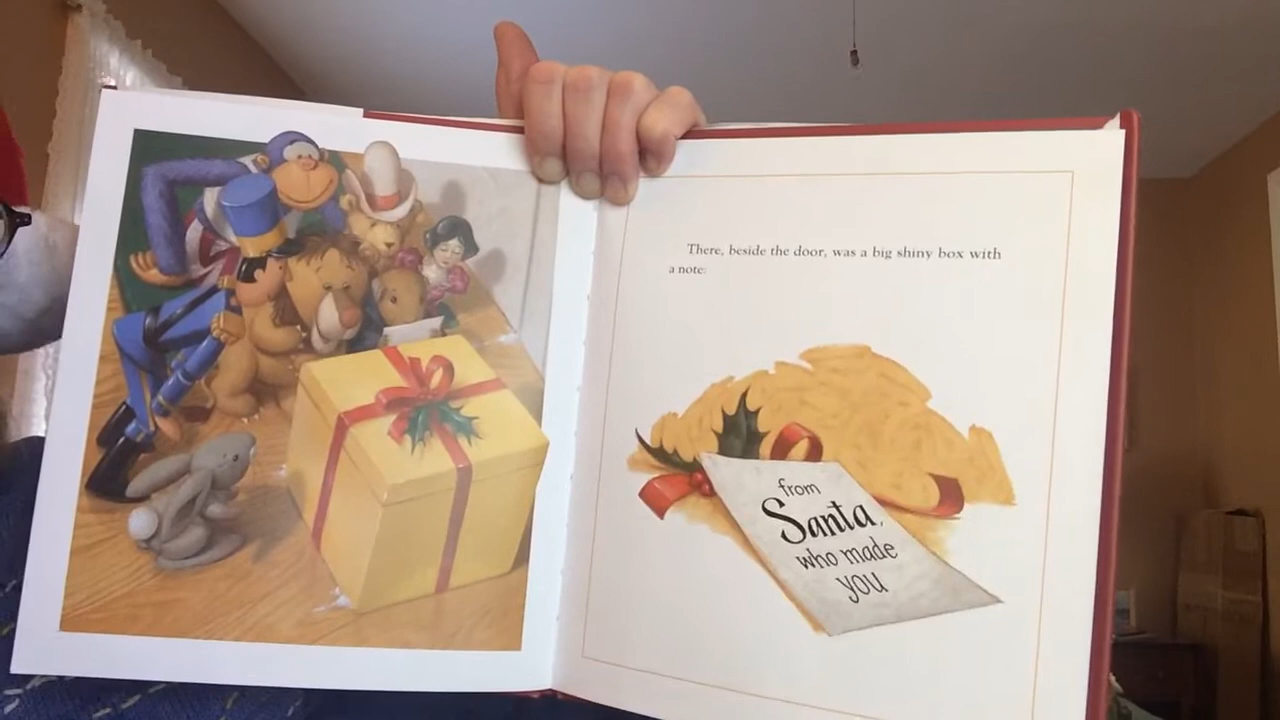 There, beside the door, was a big shiny box with
a note:
from
Santa,
who made
you